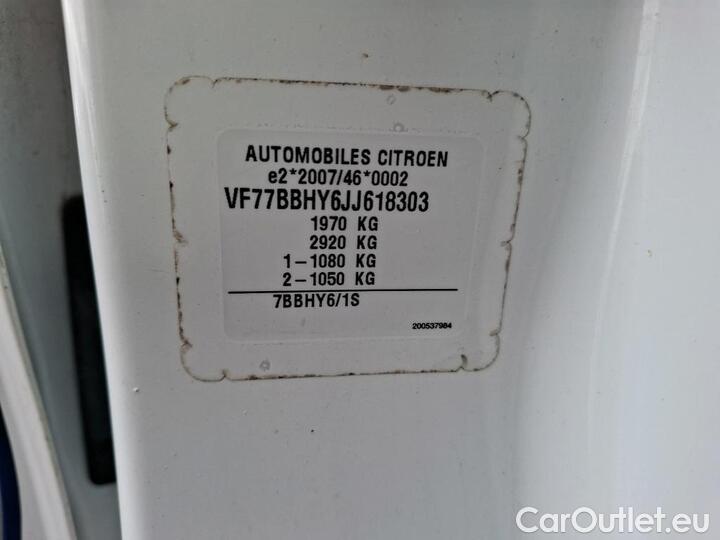 AUTOMOBILES CITROEN
e2*2007/46*0002
VF77BBHY6JJ618303
1970 KG
2920 KG
1-1080 KG
2-1050 KG
7BBHY6/1S
200537984
CarOutlet.eu